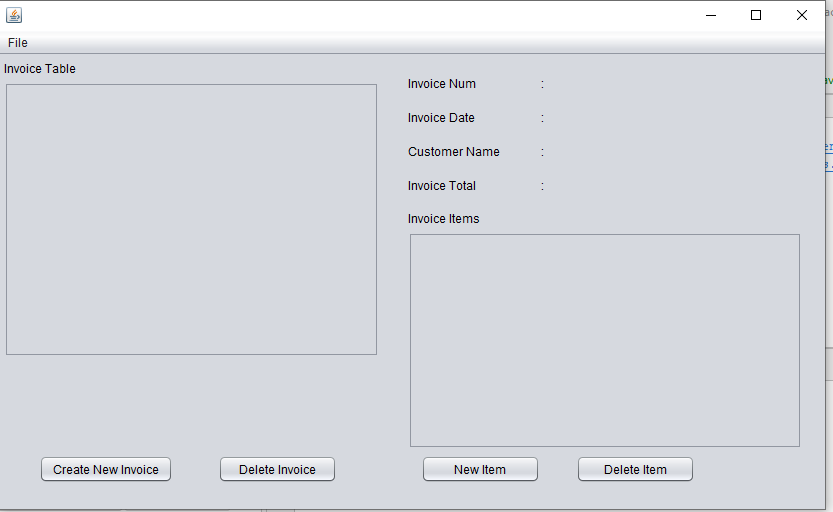 File
Invoice Table
Invoice Num :
Invoice Date :
Customer Name :
Invoice Total :
Invoice Items
Create New Invoice
Delete Invoice
New Item
Delete Item